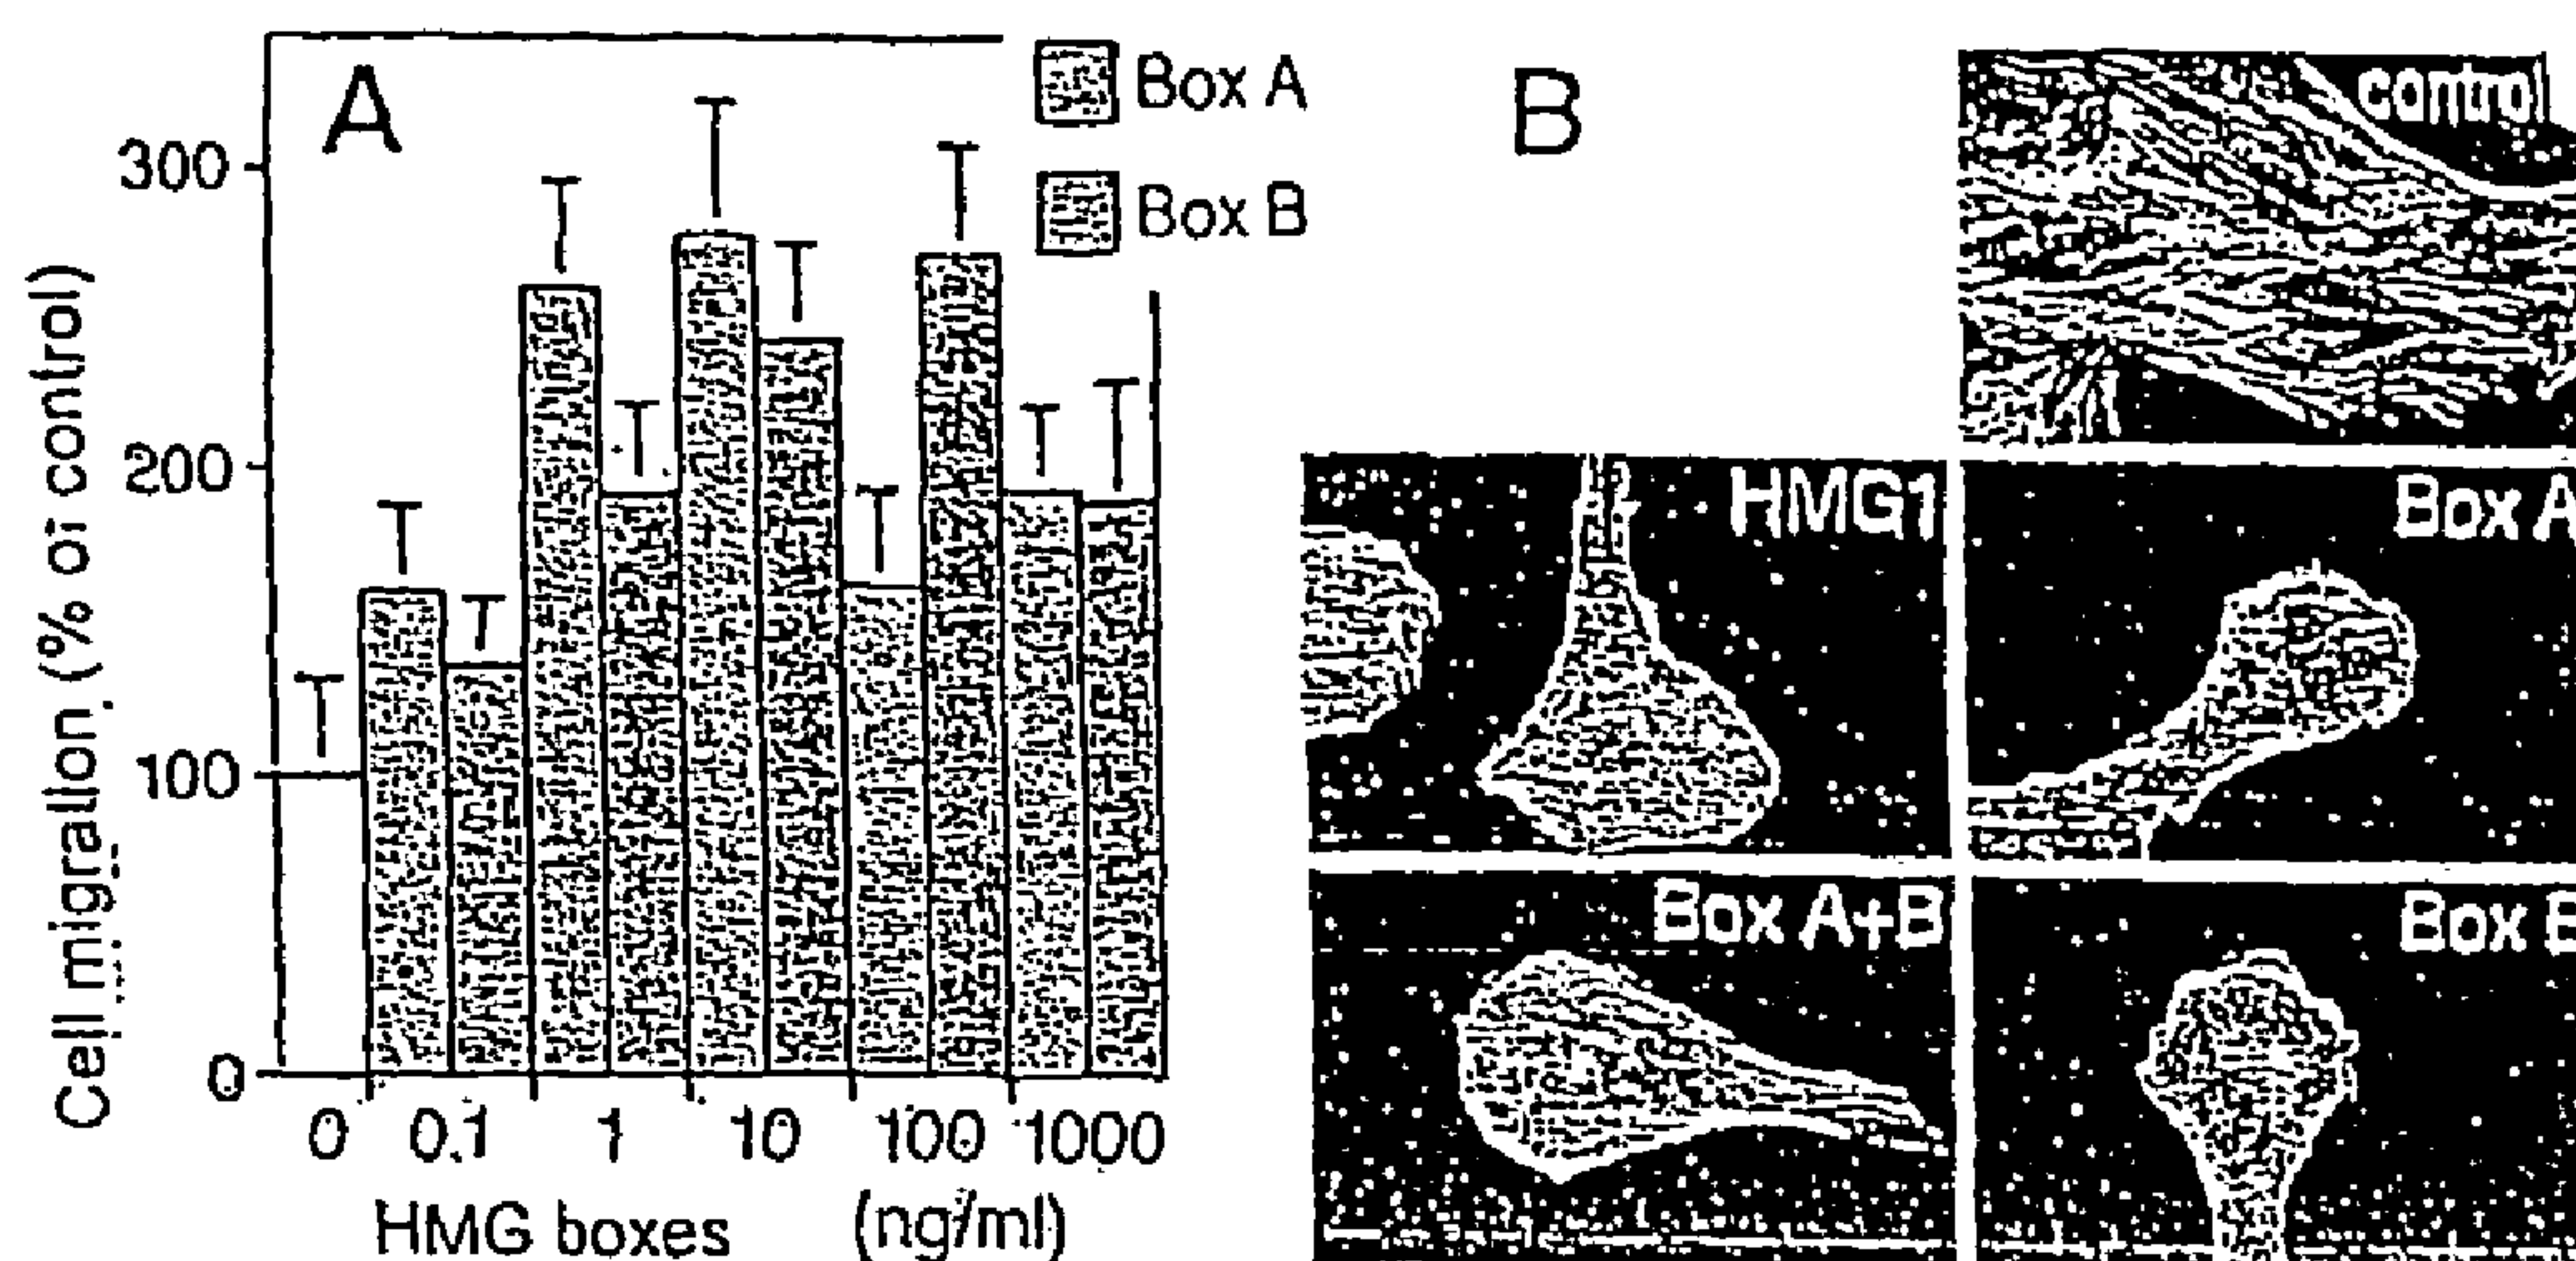 A
Box A
Box B
300
200
100
0
Cell migration (% of control)
0 0.1 1 10 100 1000
HMG boxes (ng/ml)
B
control
HMG1
Box A
Box A+B
Box B